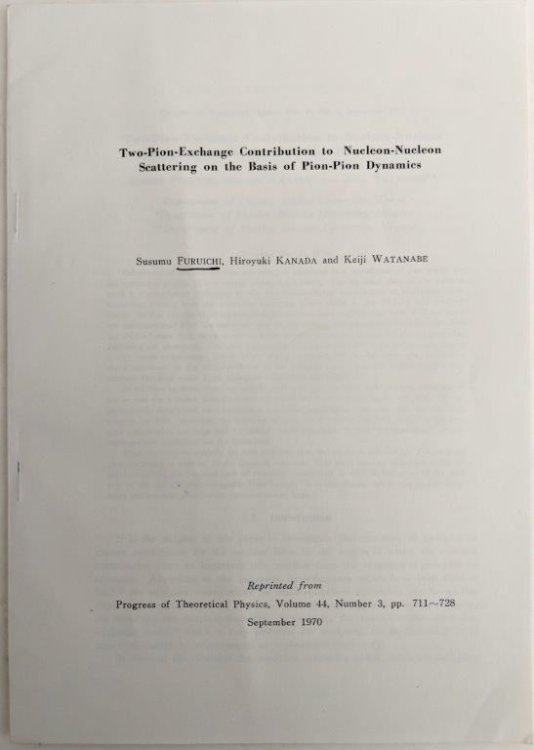 Two-Pion-Exchange Contribution to Nucleon-Nucleon
Scattering on the Basis of Pion-Pion Dynamics
Susumu FURUICHI, Hiroyuki KANADA and Keiji WATANABE
Reprinted from
Progress of Theoretical Physics, Volume 44, Number 3, pp. 711~728
September 1970